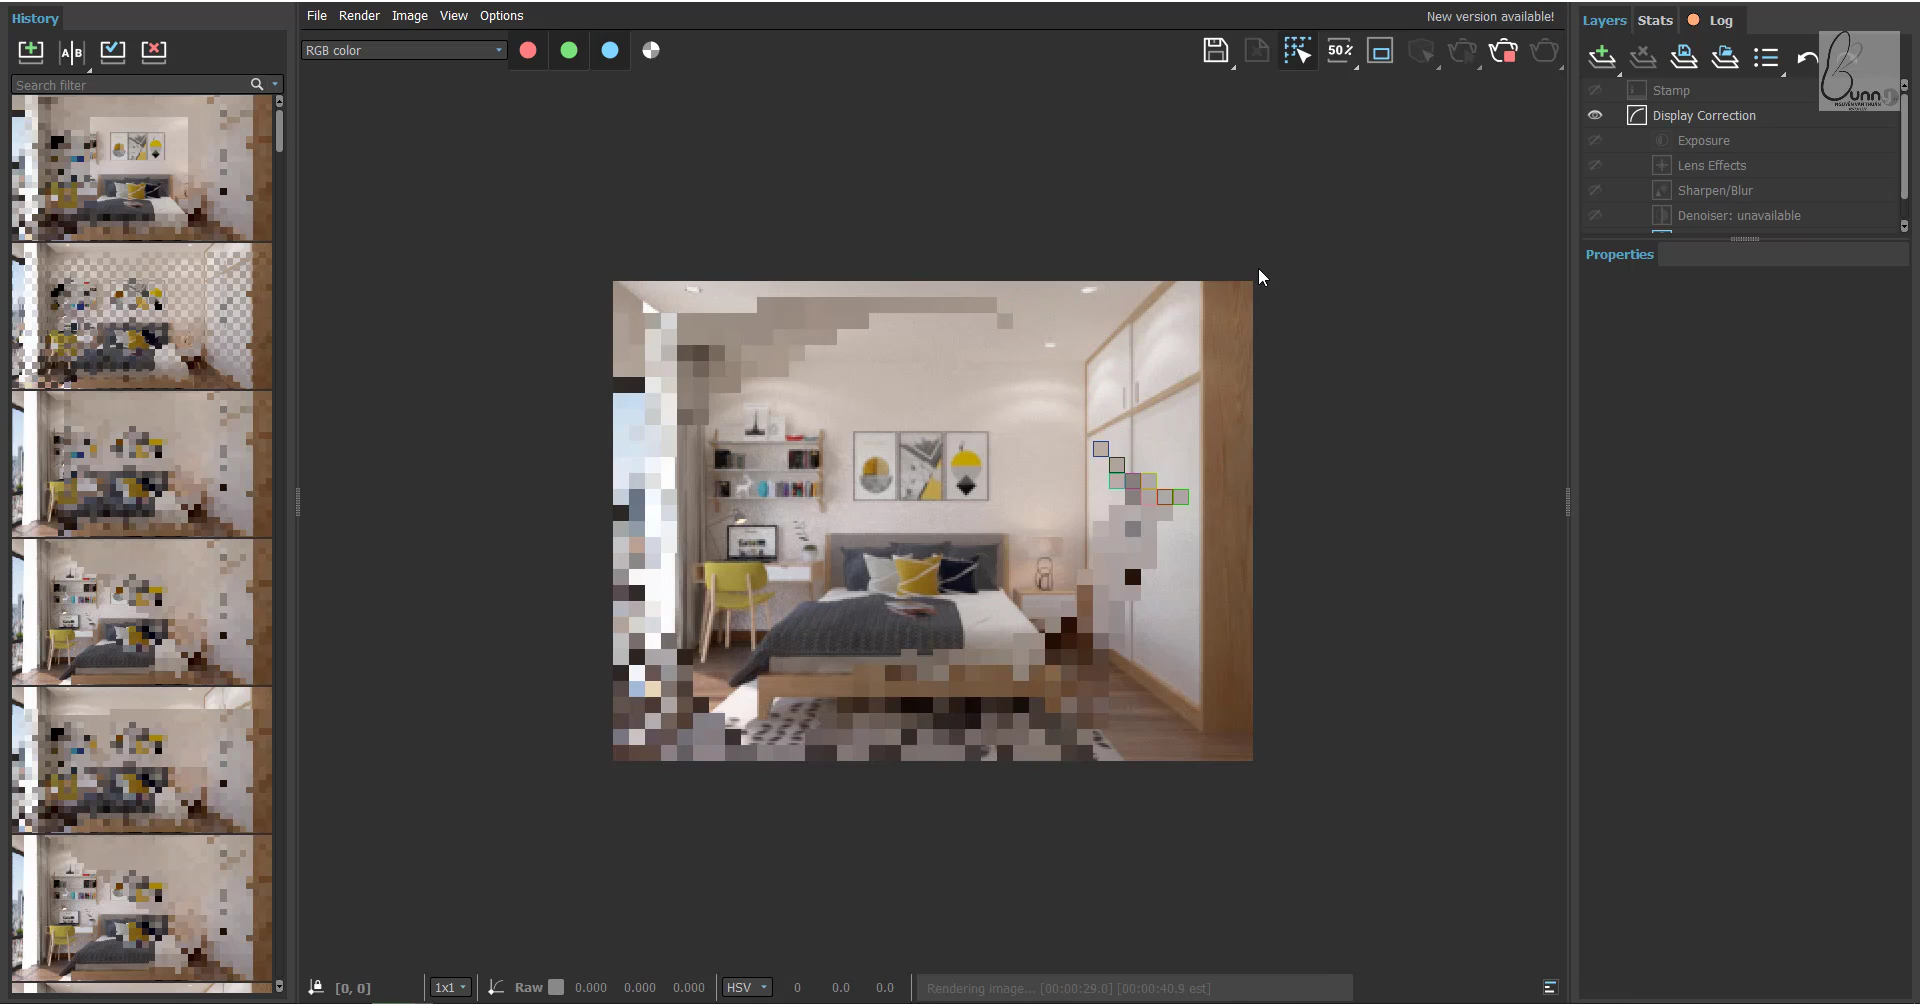 History
File Render Image View Options
New version available!
Layers Stats Log
RGB color
50%
A|B
Search filter
Stamp
Display Correction
Exposure
Lens Effects
Sharpen/Blur
Denoiser: unavailable
Properties
Bunn
NGUYENVANTHUAN
[0, 0]
1x1
Raw
0.000 0.000 0.000
HSV
0 0.0 0.0
Rendering image... [00:00:29.0] [00:00:40.9 est]